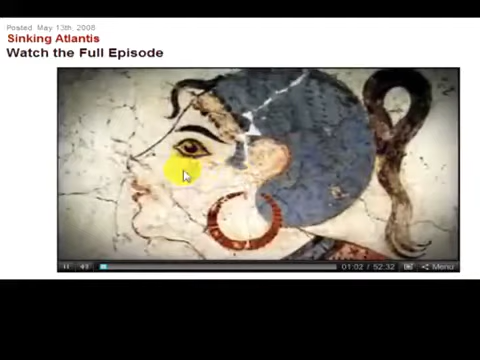 Posted May 13th, 2008
Sinking Atlantis
Watch the Full Episode
01:02 / 52:32
Menu